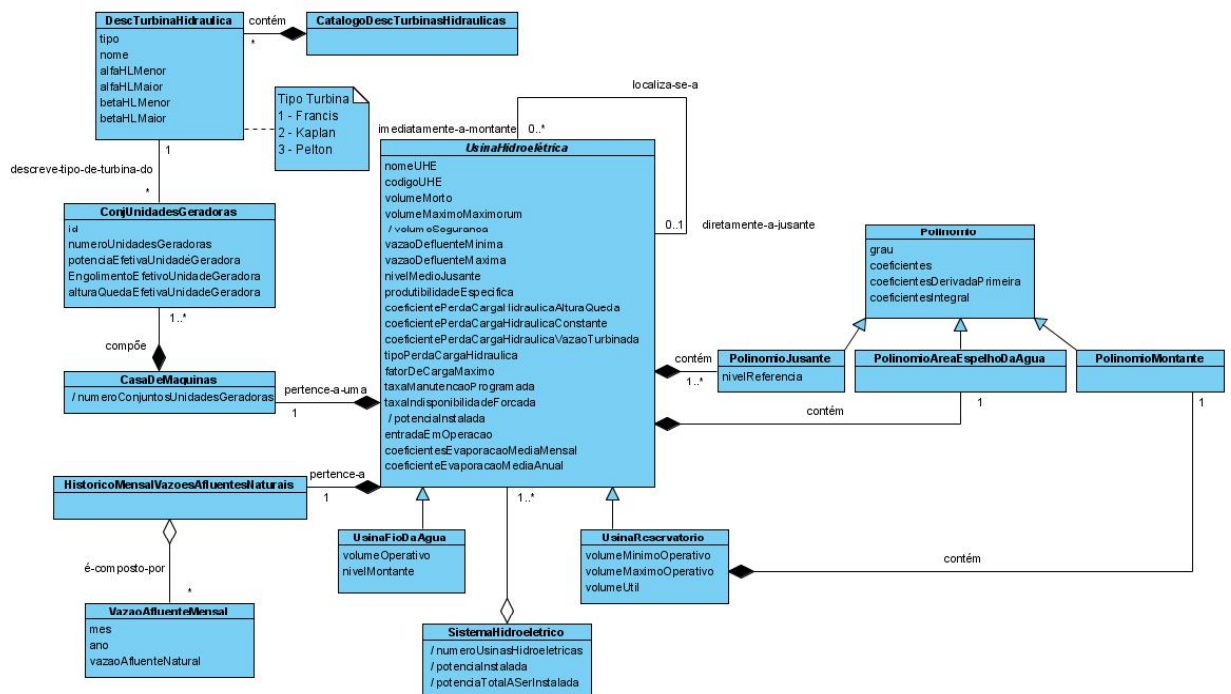 DescTurbinaHidraulica
tipo
nome
alfaHLMenor
alfaHLMaior
betaHLMenor
betaHLMaior
contém
*
CatalogoDescTurbinasHidraulicas
Tipo Turbina
1 - Francis
2 - Kaplan
3 - Pelton
localiza-se-a
imediatamente-a-montante
0..*
1
descreve-tipo-de-turbina-do
*
ConjUnidadesGeradoras
id
numeroUnidadesGeradoras
potenciaEfetivaUnidadeGeradora
EngolimentoEfetivoUnidadeGeradora
alturaQuedaEfetivaUnidadeGeradora
1..*
compõe
CasaDeMaquinas
/ numeroConjuntosUnidadesGeradoras
pertence-a-uma
1
UsinaHidroelétrica
nomeUHE
codigoUHE
volumeMorto
volumeMaximoMaximorum
/ volumeSeguranca
vazaoDefluenteMinima
vazaoDefluenteMaxima
nivelMedioJusante
produtibilidadeEspecifica
coeficientePerdaCargaHidraulicaAlturaQueda
coeficientePerdaCargaHidraulicaConstante
coeficientePerdaCargaHidraulicaVazaoTurbinada
tipoPerdaCargaHidraulica
fatorDeCargaMaximo
taxaManutencaoProgramada
taxaIndisponibilidadeForcada
/ potenciaInstalada
entradaEmOperacao
coeficientesEvaporacaoMediaMensal
coeficienteEvaporacaoMediaAnual
0..1
diretamente-a-jusante
Polinomio
grau
coeficientes
coeficientesDerivadaPrimeira
coeficientesIntegral
contém
1..*
PolinomioJusante
nivelReferencia
PolinomioAreaEspelhoDaAgua
PolinomioMontante
contém
1
1
HistoricoMensalVazoesAfluentesNaturais
pertence-a
1
é-composto-por
*
VazaoAfluenteMensal
mes
ano
vazaoAfluenteNatural
1..*
UsinaFioDaAgua
volumeOperativo
nivelMontante
UsinaReservatorio
volumeMinimoOperativo
volumeMaximoOperativo
volumeUtil
contém
SistemaHidroeletrico
/ numeroUsinasHidroeletricas
/ potenciaInstalada
/ potenciaTotalASerInstalada